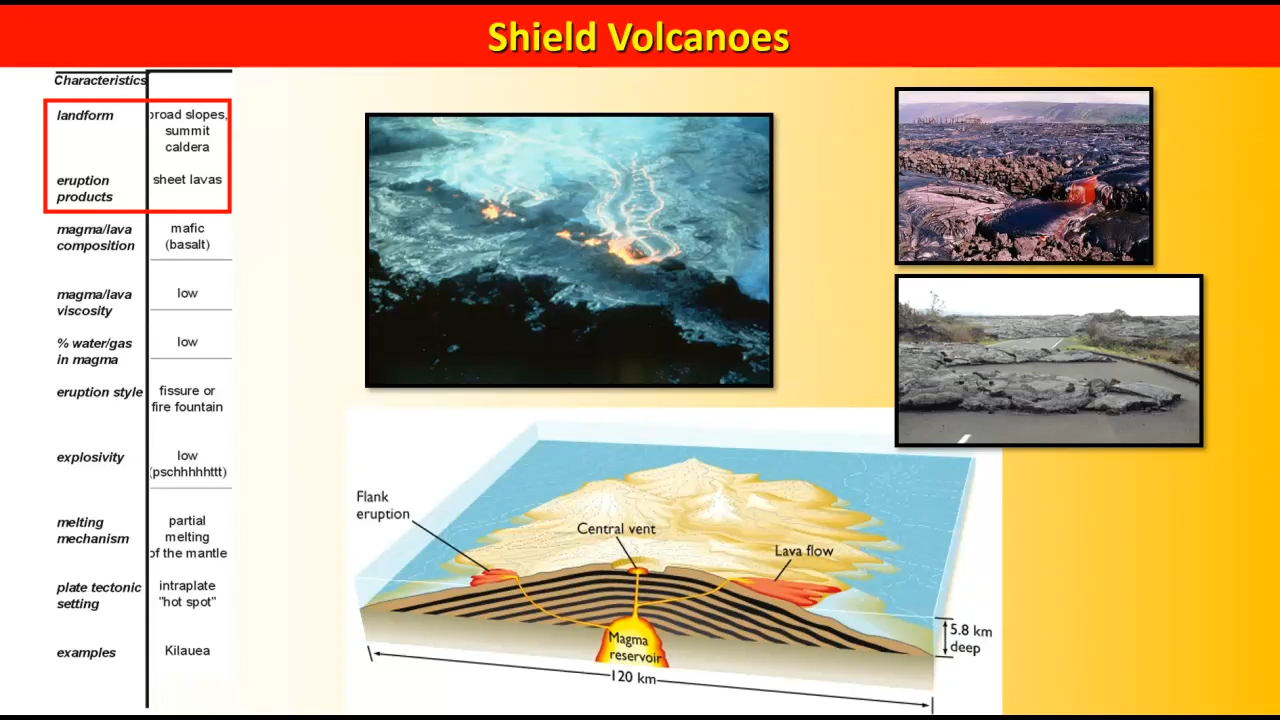 Shield Volcanoes
Characteristics
landform
road slopes,
summit
caldera
eruption
products
sheet lavas
magma/lava
composition
mafic
(basalt)
magma/lava
viscosity
low
% water/gas
in magma
low
eruption style
fissure or
fire fountain
explosivity
low
(pschhhhhttt)
melting
mechanism
partial
melting
of the mantle
plate tectonic
setting
intraplate
"hot spot"
examples
Kilauea
Flank
eruption
Central vent
Lava flow
Magma
reservoir
5.8 km
deep
120 km